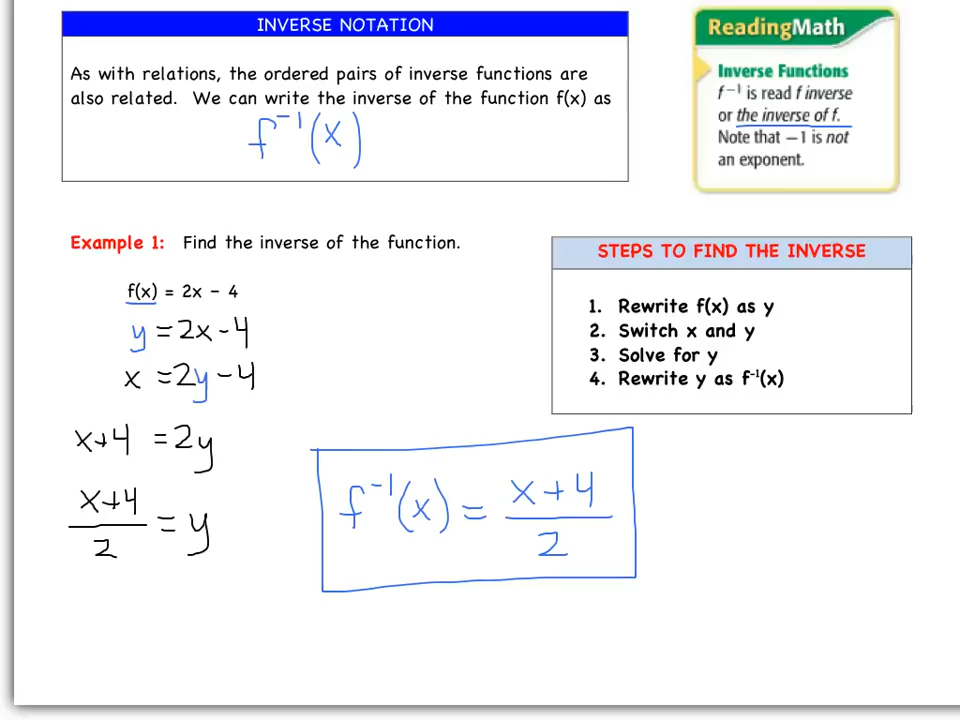 INVERSE NOTATION
As with relations, the ordered pairs of inverse functions are
also related. We can write the inverse of the function f(x) as
f⁻¹(x)
ReadingMath
Inverse Functions
f⁻¹ is read f inverse
or the inverse of f.
Note that −1 is not
an exponent.
Example 1: Find the inverse of the function.
f(x) = 2x − 4
y = 2x - 4
x = 2y - 4
x+4 = 2y
x+4
2
= y
f⁻¹(x) = x+4
2
STEPS TO FIND THE INVERSE
1. Rewrite f(x) as y
2. Switch x and y
3. Solve for y
4. Rewrite y as f⁻¹(x)